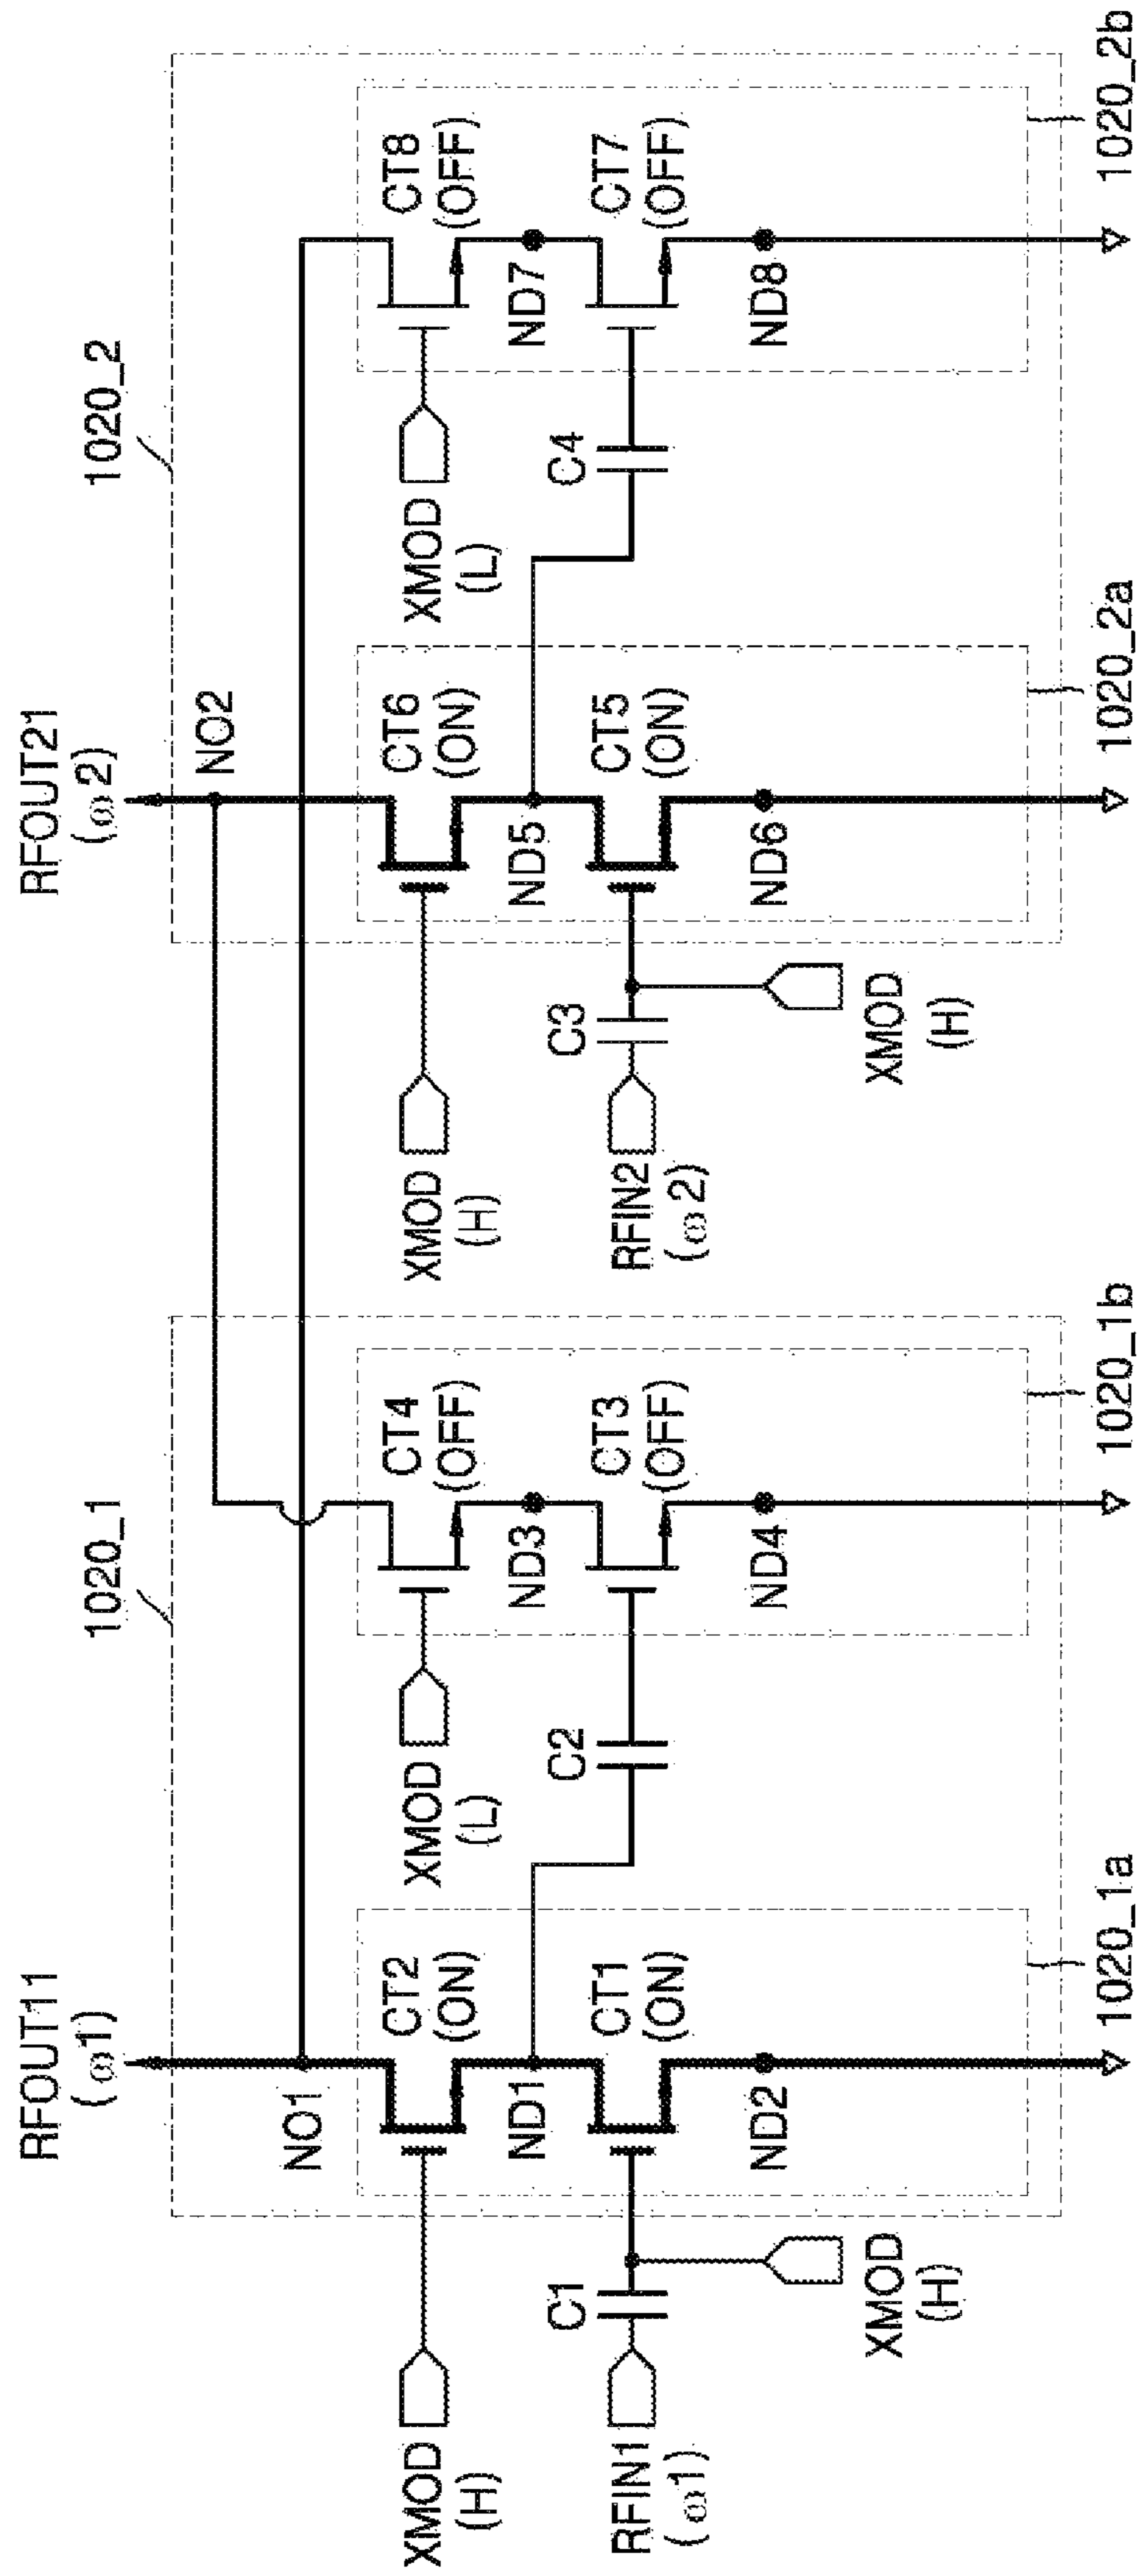 RFOUT11
(ω1)
RFOUT21
(ω2)
1020_1
1020_2
NO1
NO2
XMOD
(H)
CT2
(ON)
XMOD
(L)
CT4
(OFF)
XMOD
(H)
CT6
(ON)
XMOD
(L)
CT8
(OFF)
ND1
ND3
ND5
ND7
RFIN1
(ω1)
C1
CT1
(ON)
C2
CT3
(OFF)
RFIN2
(ω2)
C3
CT5
(ON)
C4
CT7
(OFF)
ND2
ND4
ND6
ND8
XMOD
(H)
XMOD
(H)
1020_1a
1020_1b
1020_2a
1020_2b